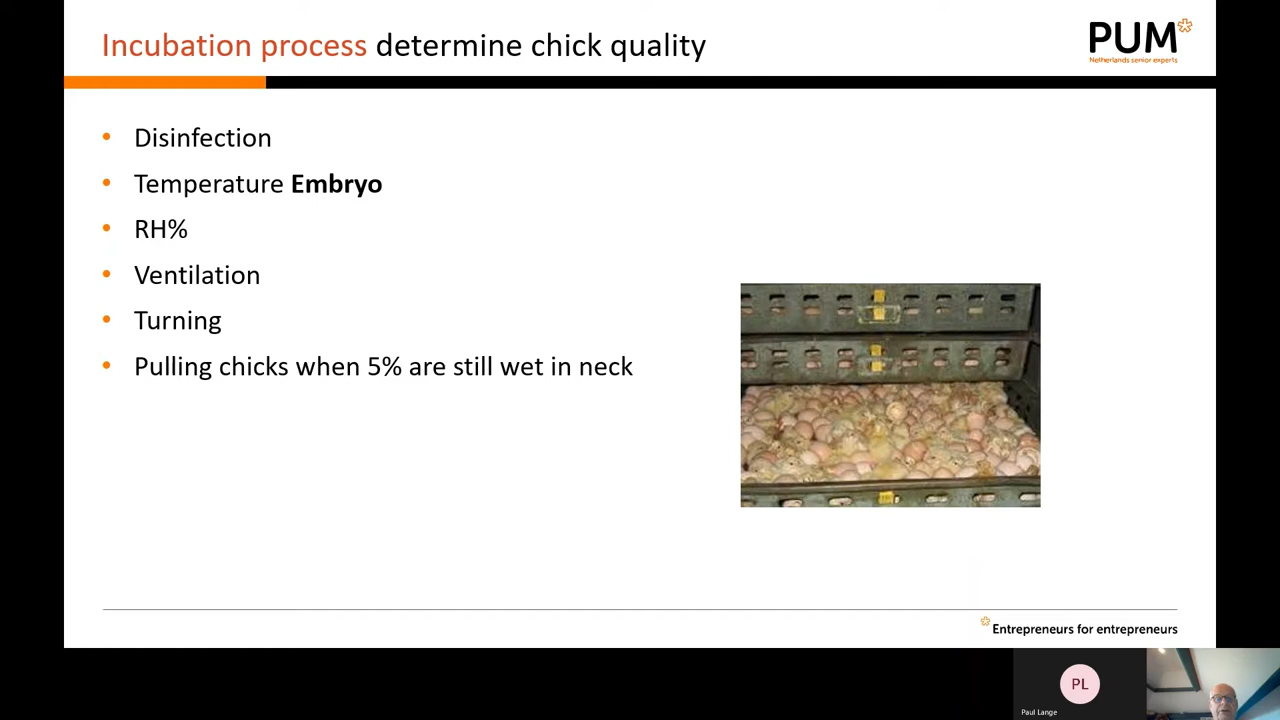 Incubation process determine chick quality
PUM
Netherlands senior experts
• Disinfection
• Temperature Embryo
• RH%
• Ventilation
• Turning
• Pulling chicks when 5% are still wet in neck
Entrepreneurs for entrepreneurs
PL
Paul Lange